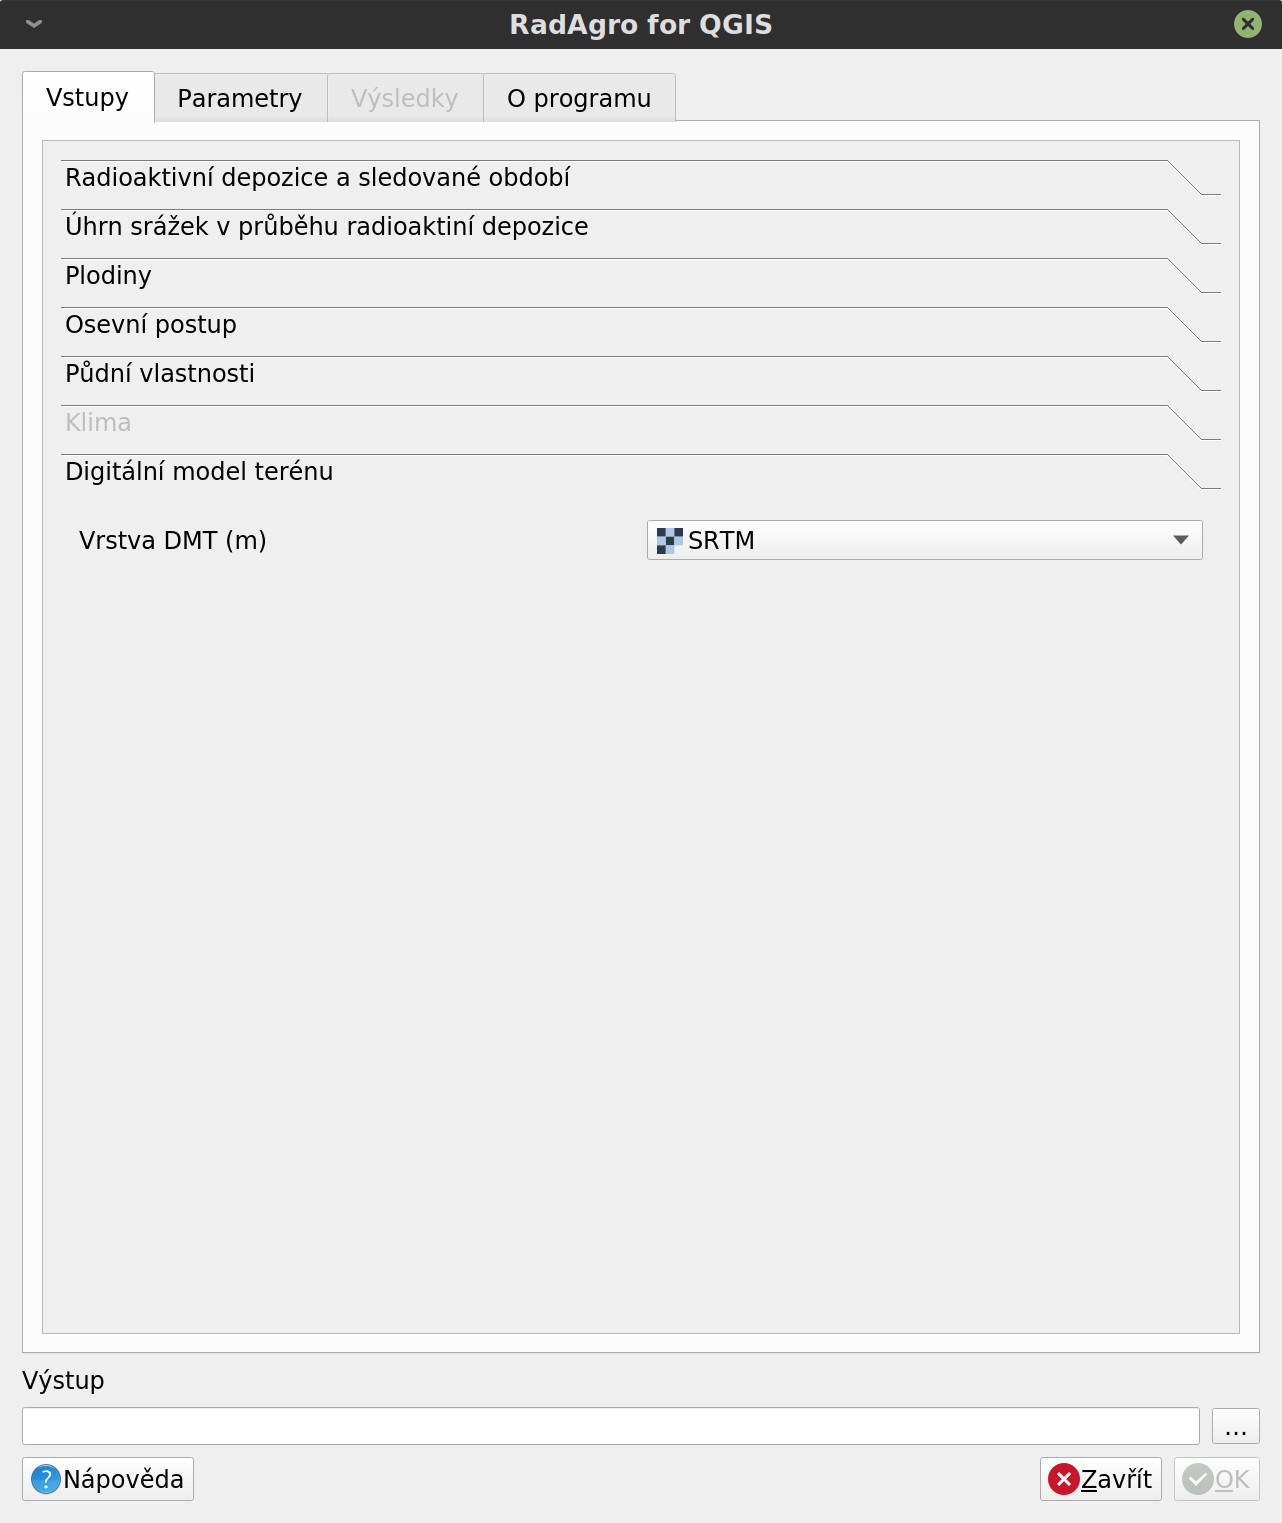 RadAgro for QGIS
Vstupy
Parametry
Výsledky
O programu
Radioaktivní depozice a sledované období
Úhrn srážek v průběhu radioaktiní depozice
Plodiny
Osevní postup
Půdní vlastnosti
Klima
Digitální model terénu
Vrstva DMT (m)
SRTM
Výstup
...
Nápověda
Zavřít
OK